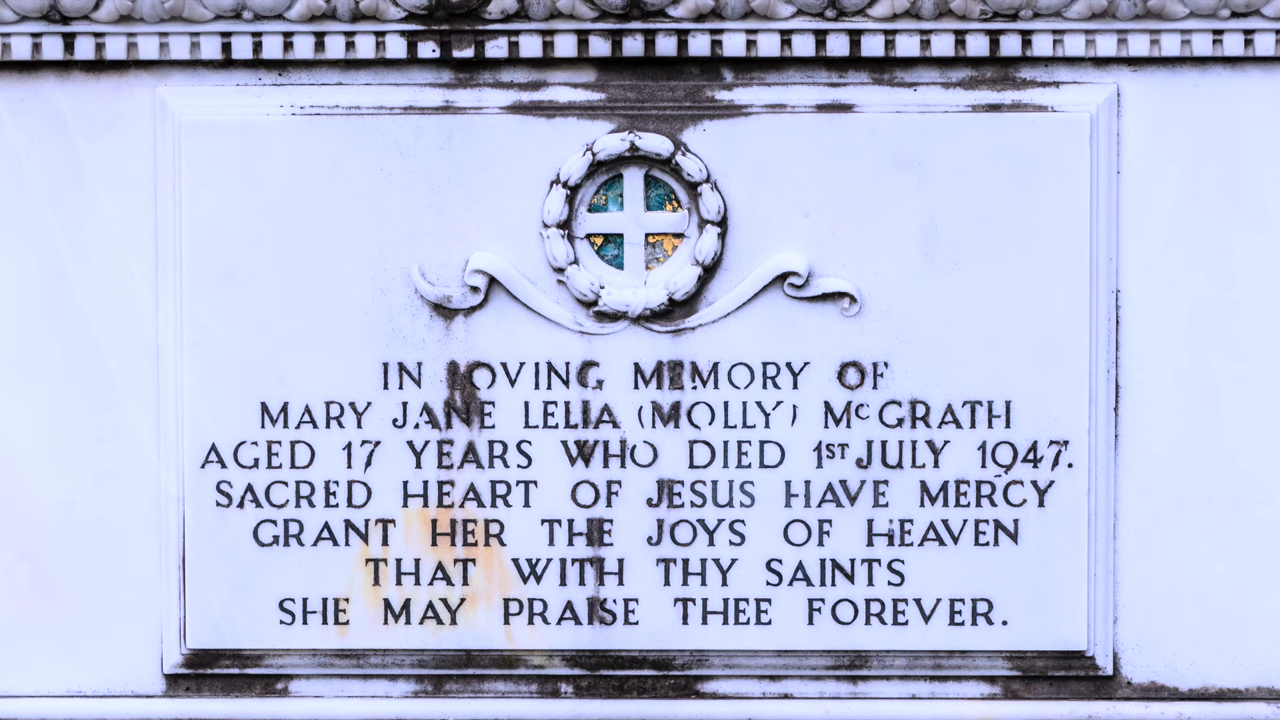 IN LOVING MEMORY OF
MARY JANE LELIA (MOLLY) McGRATH
AGED 17 YEARS WHO DIED 1ST JULY 1947.
SACRED HEART OF JESUS HAVE MERCY
GRANT HER THE JOYS OF HEAVEN
THAT WITH THY SAINTS
SHE MAY PRAISE THEE FOREVER.